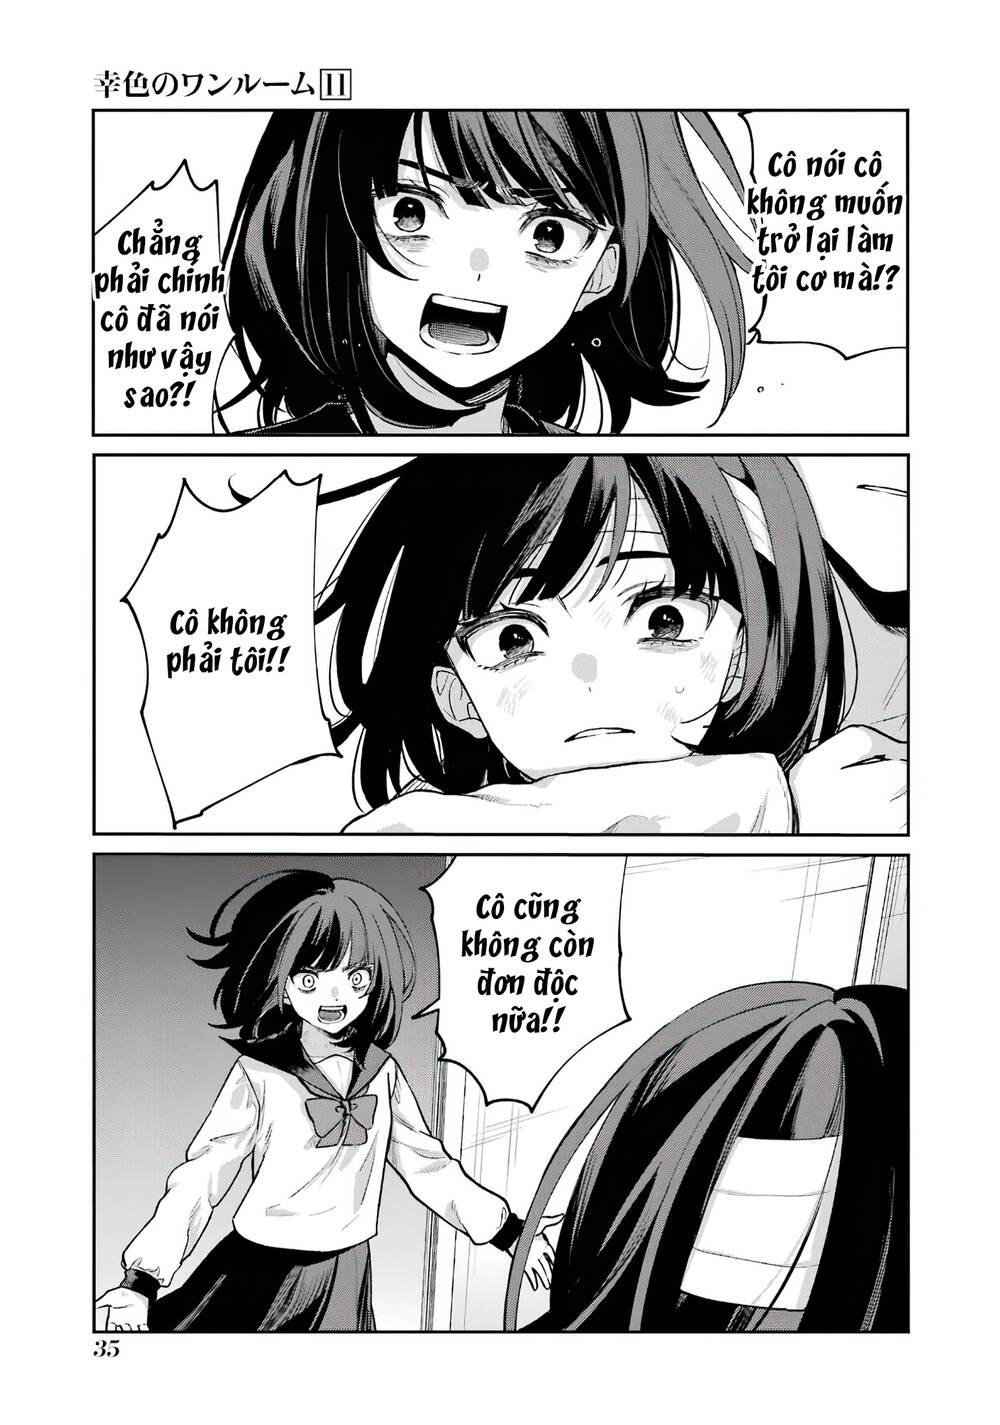 幸色のワンルーム 11
Cô nói cô
không muốn
trở lại làm
tôi cơ mà!?
Chẳng
phải chính
cô đã nói
như vậy
sao?!
Cô không
phải tôi!!
Cô cũng
không còn
đơn độc
nữa!!
35